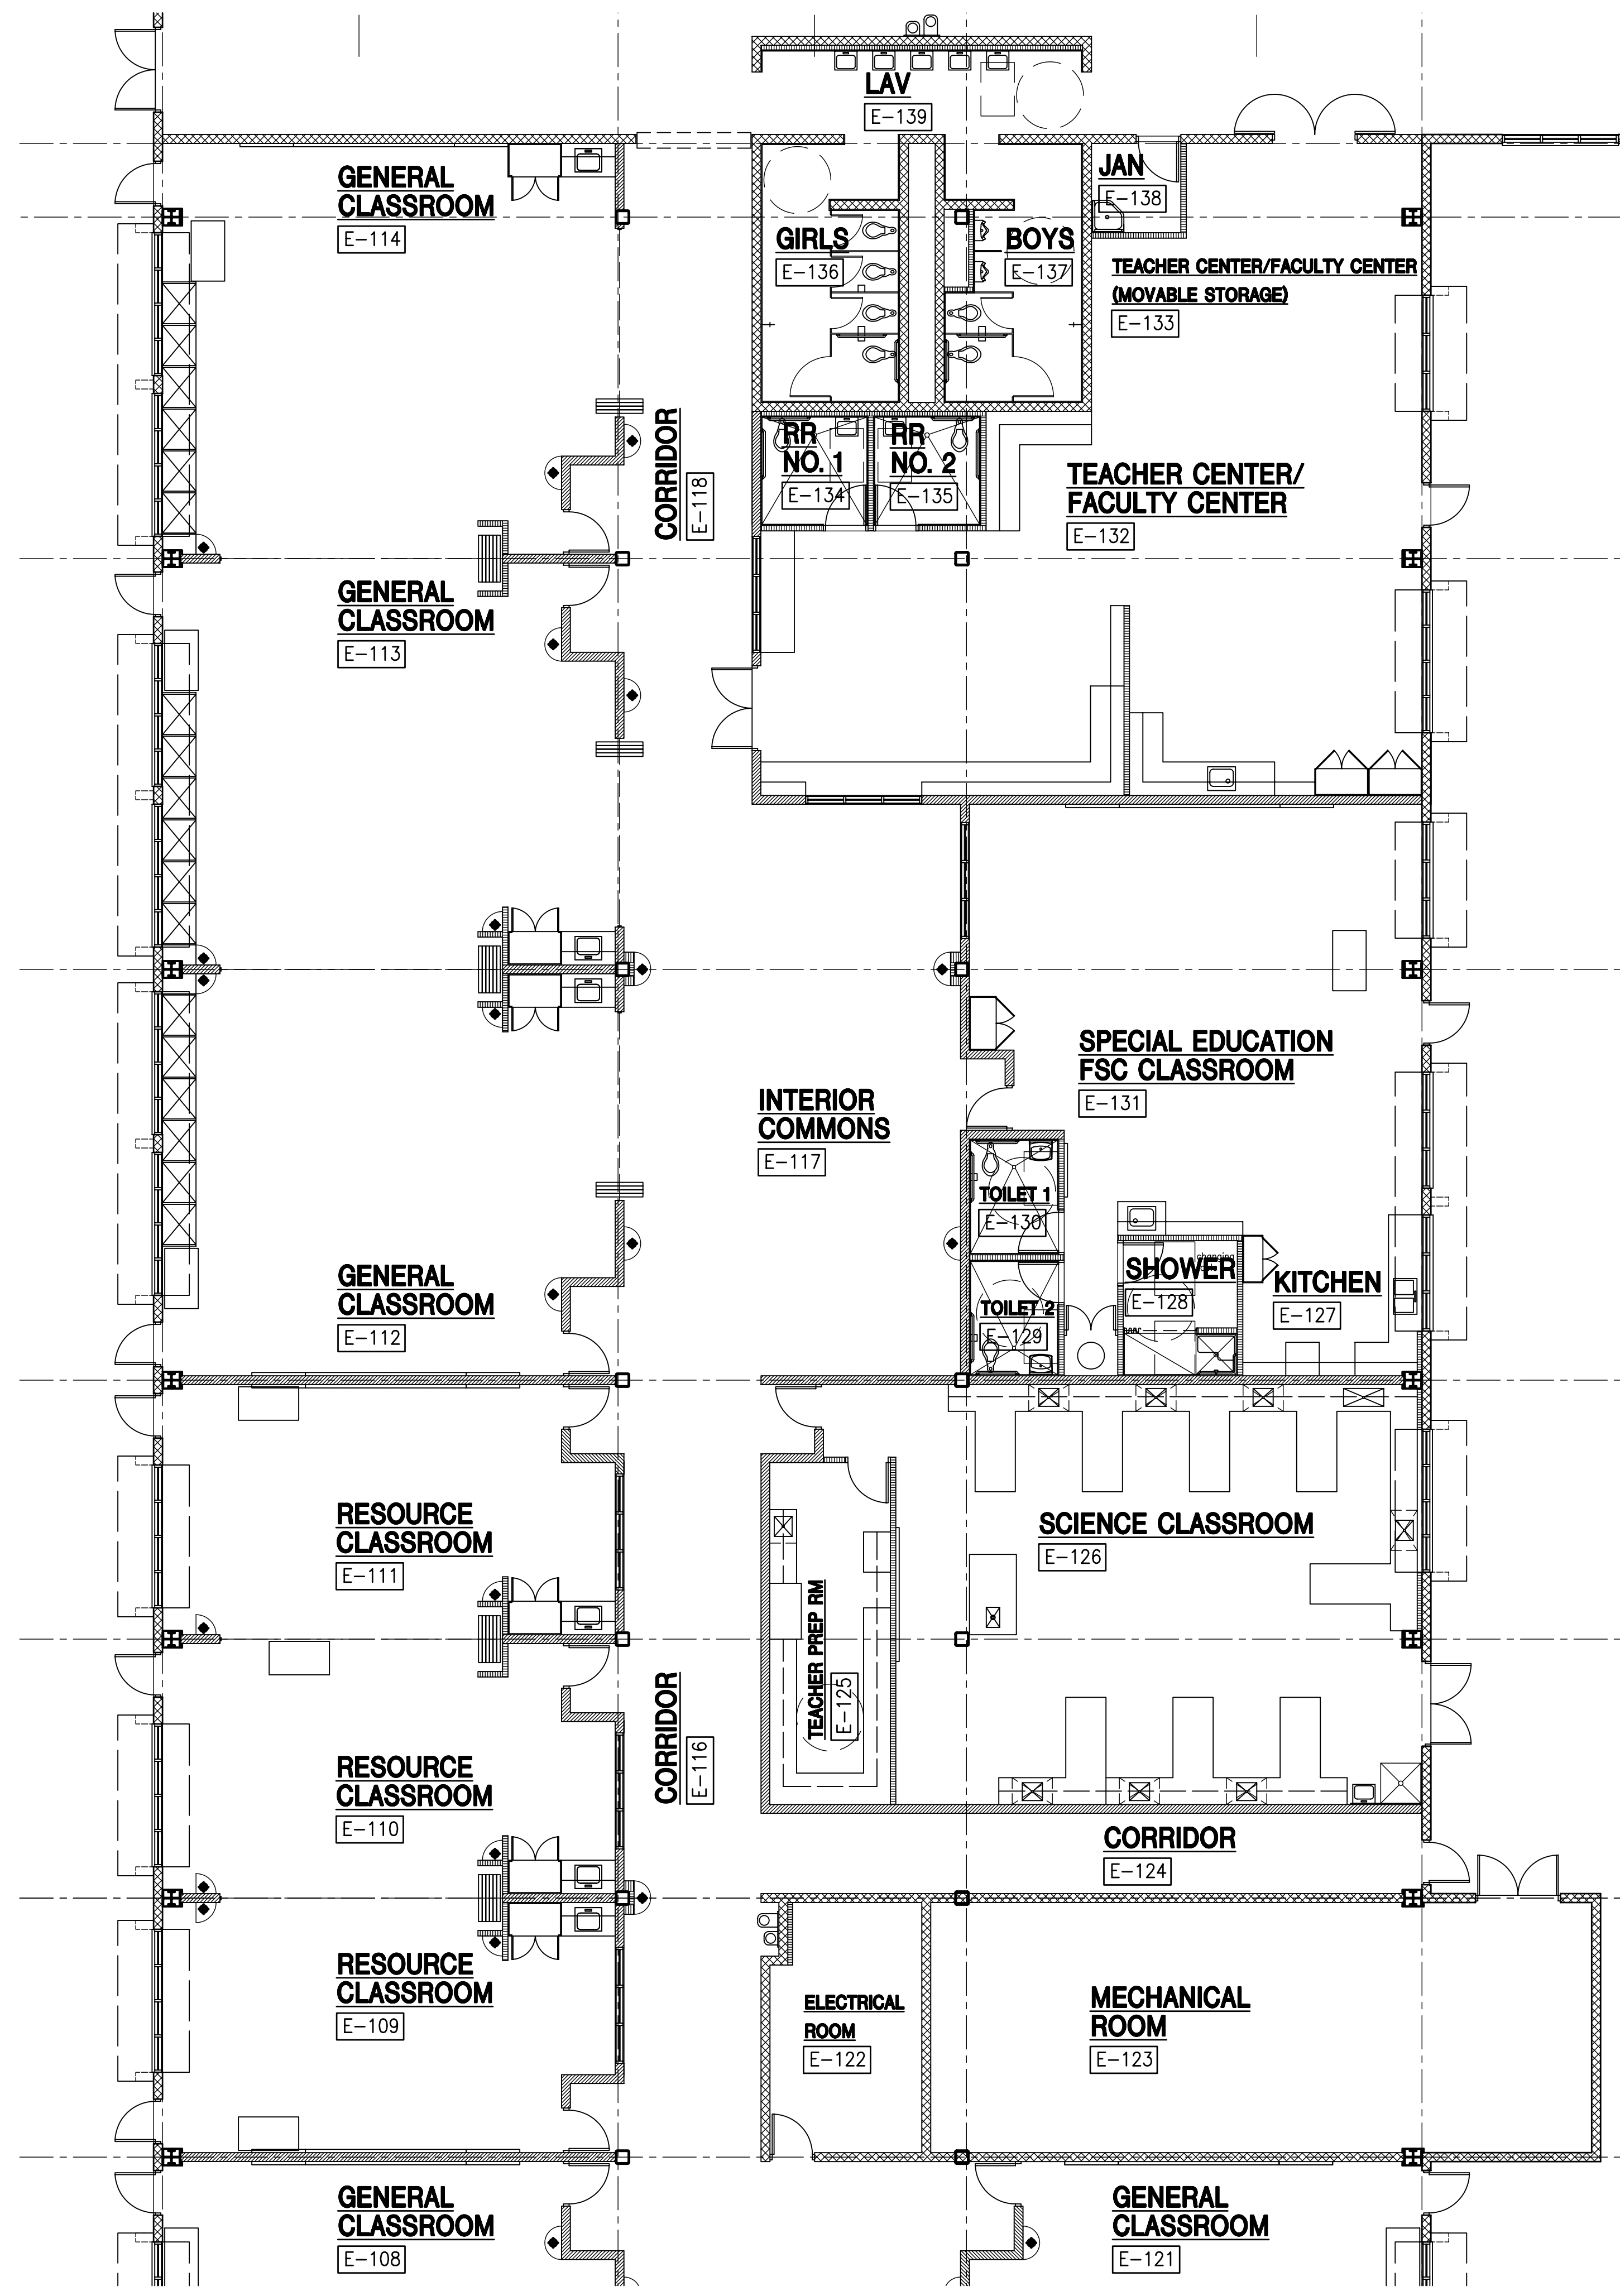 LAV
E-139
GENERAL
CLASSROOM
E-114
JAN
E-138
GIRLS
E-136
BOYS
E-137
TEACHER CENTER/FACULTY CENTER
(MOVABLE STORAGE)
E-133
CORRIDOR
E-118
RR
NO. 1
E-134
RR
NO. 2
E-135
TEACHER CENTER/
FACULTY CENTER
E-132
GENERAL
CLASSROOM
E-113
SPECIAL EDUCATION
FSC CLASSROOM
E-131
INTERIOR
COMMONS
E-117
TOILET 1
E-130
GENERAL
CLASSROOM
E-112
TOILET 2
E-129
changing
SHOWER
E-128
KITCHEN
E-127
RESOURCE
CLASSROOM
E-111
SCIENCE CLASSROOM
E-126
TEACHER PREP RM
E-125
CORRIDOR
E-116
RESOURCE
CLASSROOM
E-110
CORRIDOR
E-124
RESOURCE
CLASSROOM
E-109
ELECTRICAL
ROOM
E-122
MECHANICAL
ROOM
E-123
GENERAL
CLASSROOM
E-108
GENERAL
CLASSROOM
E-121